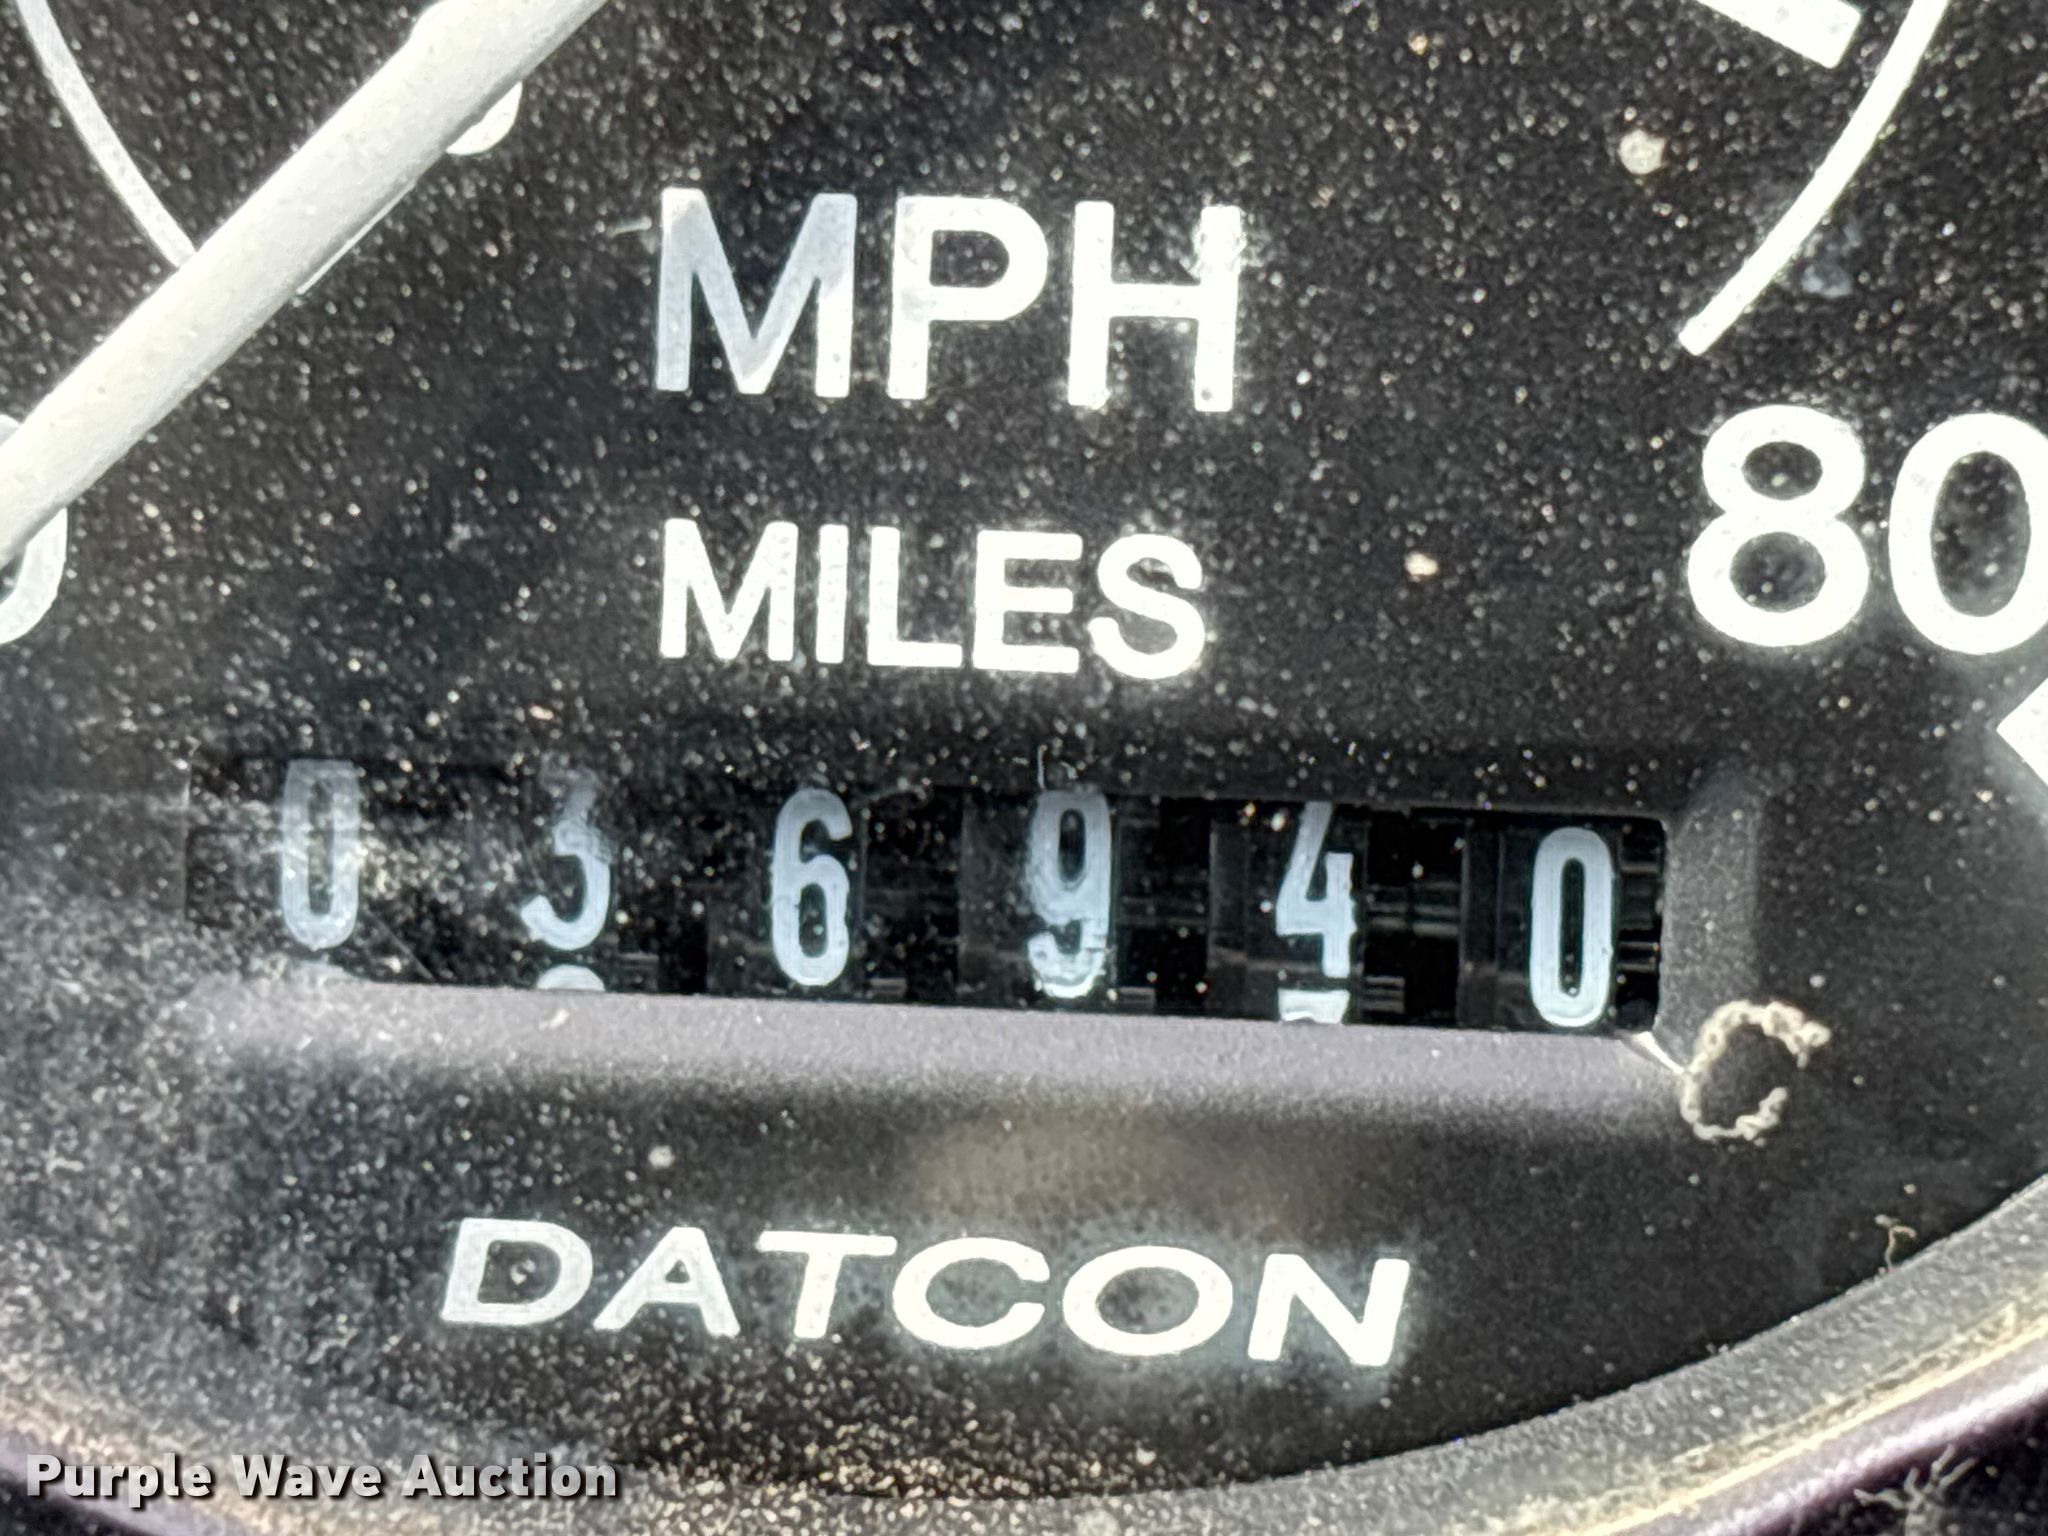 MPH
MILES
80
036940
DATCON
Purple Wave Auction